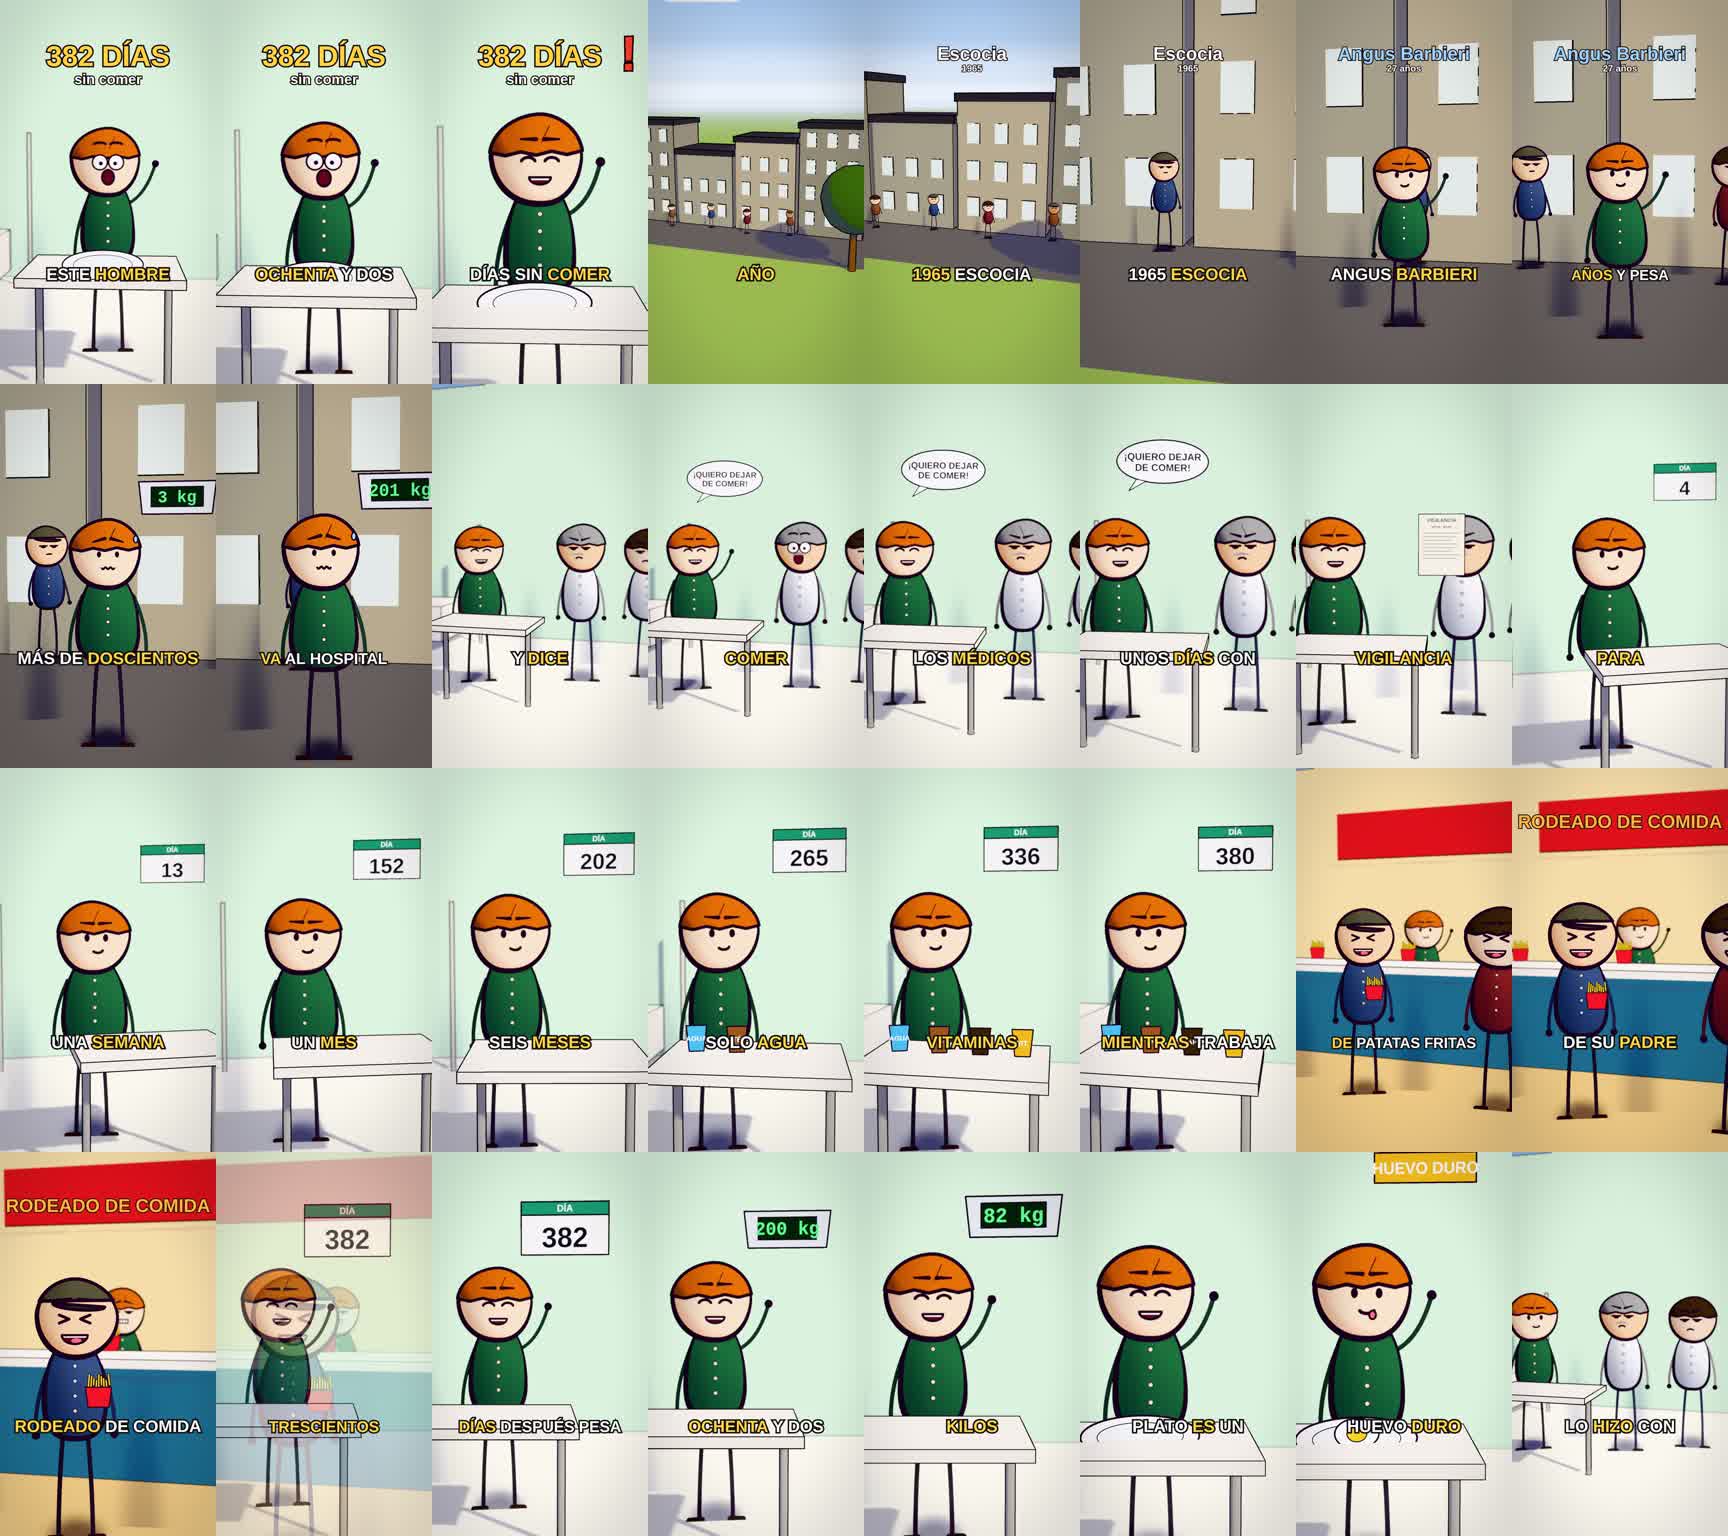 382 DÍAS
sin comer
ESTE HOMBRE
382 DÍAS
sin comer
OCHENTA Y DOS
382 DÍAS
sin comer
!
DÍAS SIN COMER
AÑO
Escocia
1965
1965 ESCOCIA
Escocia
1965
1965 ESCOCIA
Angus Barbieri
27 años
ANGUS BARBIERI
Angus Barbieri
27 años
AÑOS Y PESA
3 kg
MÁS DE DOSCIENTOS
201 kg
VA AL HOSPITAL
Y DICE
¡QUIERO DEJAR
DE COMER!
COMER
¡QUIERO DEJAR
DE COMER!
LOS MÉDICOS
¡QUIERO DEJAR
DE COMER!
UNOS DÍAS CON
VIGILANCIA
VIGILANCIA
DÍA
4
PARA
DÍA
13
UNA SEMANA
DÍA
152
UN MES
DÍA
202
SEIS MESES
DÍA
265
AGUA
SOLO AGUA
DÍA
336
AGUA
VITAMINAS
DÍA
380
MIENTRAS TRABAJA
DE PATATAS FRITAS
RODEADO DE COMIDA
DE SU PADRE
RODEADO DE COMIDA
RODEADO DE COMIDA
DÍA
382
TRESCIENTOS
DÍA
382
DÍAS DESPUÉS PESA
200 kg
OCHENTA Y DOS
82 kg
KILOS
PLATO ES UN
HUEVO DURO
HUEVO DURO
LO HIZO CON